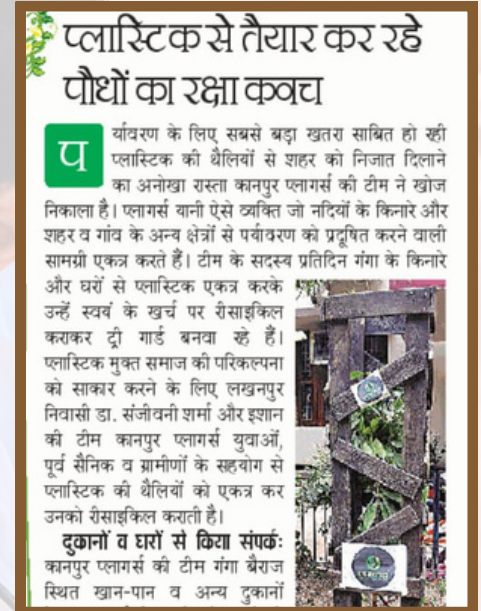 प्लास्टिक से तैयार कर रहे
पौधों का रक्षा कवच
पर्यावरण के लिए सबसे बड़ा खतरा साबित हो रही
प्लास्टिक की थैलियों से शहर को निजात दिलाने
का अनोखा रास्ता कानपुर प्लागर्स की टीम ने खोज
निकाला है। प्लागर्स यानी ऐसे व्यक्ति जो नदियों के किनारे और
शहर व गांव के अन्य क्षेत्रों से पर्यावरण को प्रदूषित करने वाली
सामग्री एकत्र करते हैं। टीम के सदस्य प्रतिदिन गंगा के किनारे
और घरों से प्लास्टिक एकत्र करके
उन्हें स्वयं के खर्च पर रीसाइकिल
कराकर ट्री गार्ड बनवा रहे हैं।
प्लास्टिक मुक्त समाज की परिकल्पना
को साकार करने के लिए लखनपुर
निवासी डा. संजीवनी शर्मा और इशान
की टीम कानपुर प्लागर्स युवाओं,
पूर्व सैनिक व ग्रामीणों के सहयोग से
प्लास्टिक की थैलियों को एकत्र कर
उनको रीसाइकिल कराती है।
दुकानों व घरों से किया संपर्कः
कानपुर प्लागर्स की टीम गंगा बैराज
स्थित खान-पान व अन्य दुकानों